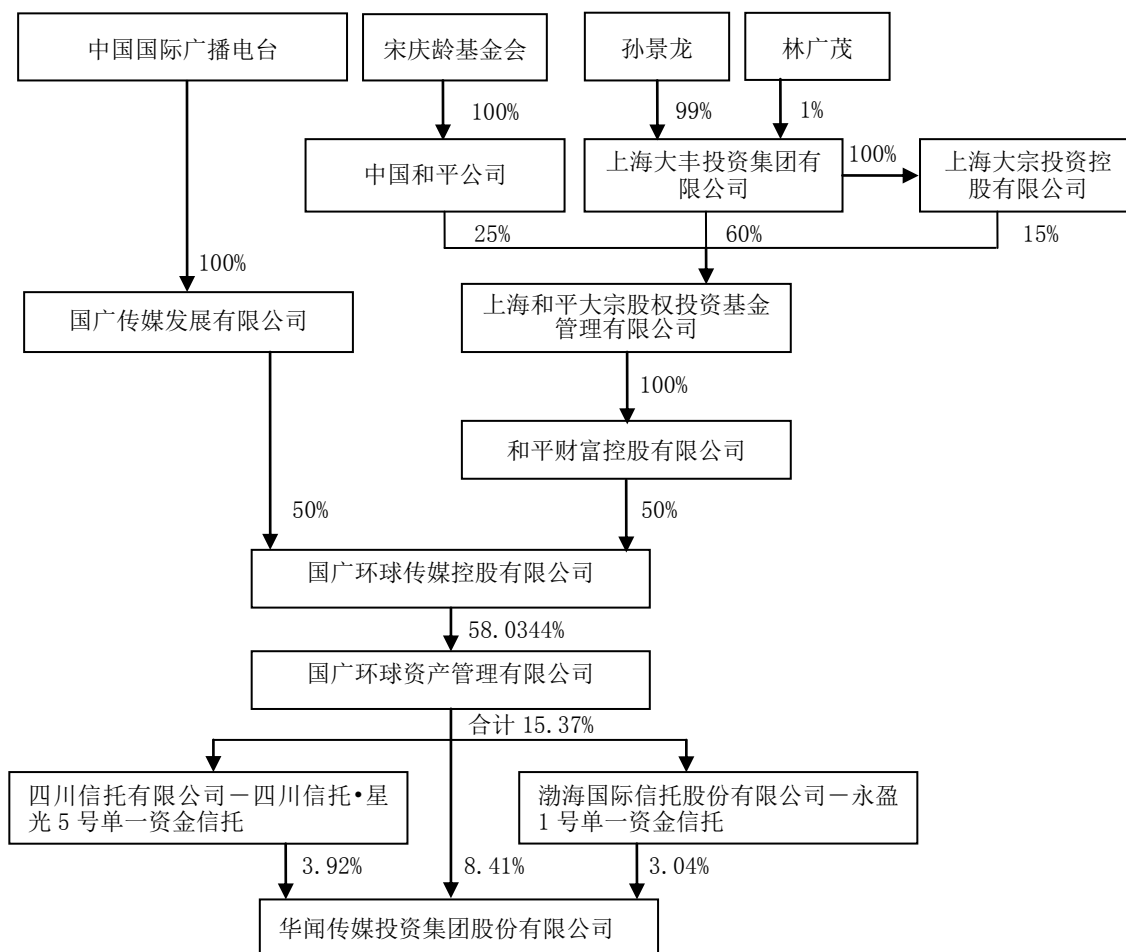 中国国际广播电台
宋庆龄基金会
孙景龙
林广茂
100%
99%
1%
中国和平公司
上海大丰投资集团有
限公司
100%
上海大宗投资控
股有限公司
25%
60%
15%
100%
国广传媒发展有限公司
上海和平大宗股权投资基金
管理有限公司
100%
和平财富控股有限公司
50%
50%
国广环球传媒控股有限公司
58.0344%
国广环球资产管理有限公司
合计 15.37%
四川信托有限公司－四川信托•星
光 5 号单一资金信托
渤海国际信托股份有限公司－永盈
1 号单一资金信托
3.92%
8.41%
3.04%
华闻传媒投资集团股份有限公司